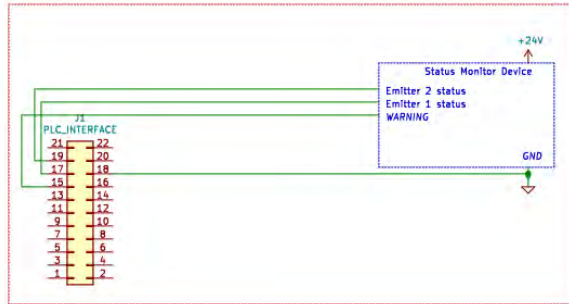 +24V
Status Monitor Device
Emitter 2 status
Emitter 1 status
WARNING
GND
J1
PLC_INTERFACE
21 22
19 20
17 18
15 16
13 14
11 12
9 10
7 8
5 6
3 4
1 2